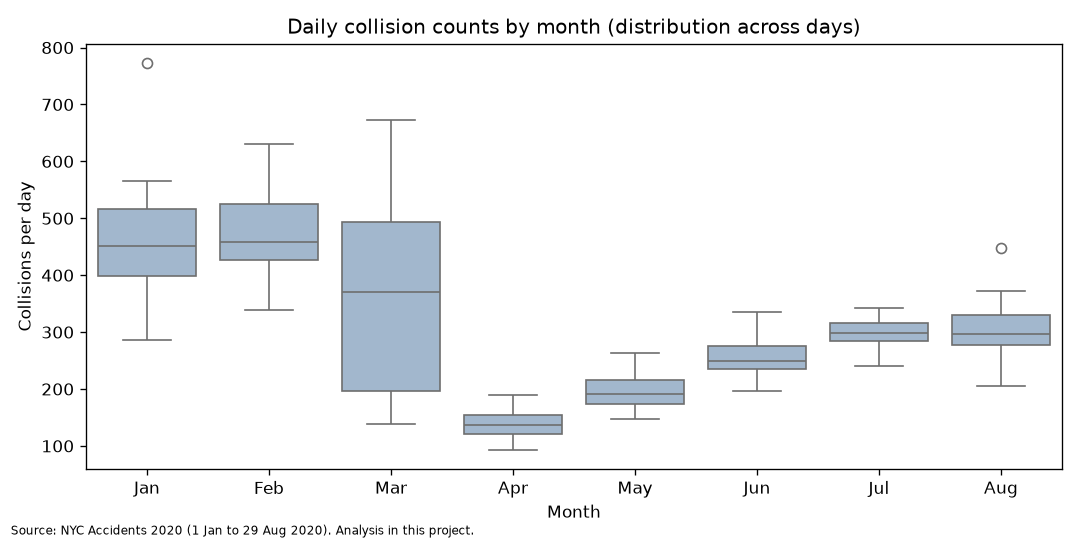 Daily collision counts by month (distribution across days)
Collisions per day
800
700
600
500
400
300
200
100
Jan Feb Mar Apr May Jun Jul Aug
Month
Source: NYC Accidents 2020 (1 Jan to 29 Aug 2020). Analysis in this project.